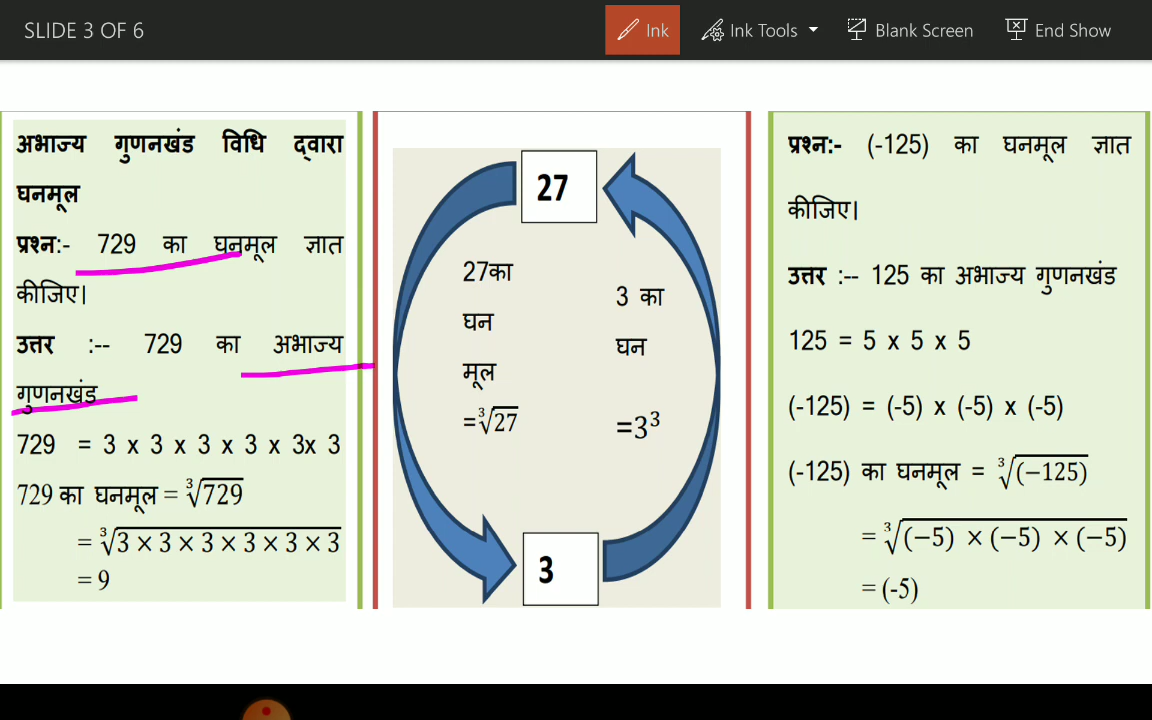 SLIDE 3 OF 6
Ink
Ink Tools
Blank Screen
End Show
अभाज्य गुणनखंड विधि द्वारा
घनमूल
प्रश्न:- 729 का घनमूल ज्ञात
कीजिए।
उत्तर :-- 729 का अभाज्य
गुणनखंड
729 = 3 x 3 x 3 x 3 x 3x 3
729 का घनमूल = ∛729
= ∛3 × 3 × 3 × 3 × 3 × 3
= 9
27
27का
घन
मूल
=∛27
3 का
घन
=3³
3
प्रश्न:- (-125) का घनमूल ज्ञात
कीजिए।
उत्तर :-- 125 का अभाज्य गुणनखंड
125 = 5 x 5 x 5
(-125) = (-5) x (-5) x (-5)
(-125) का घनमूल = ∛(−125)
= ∛(−5) × (−5) × (−5)
= (-5)